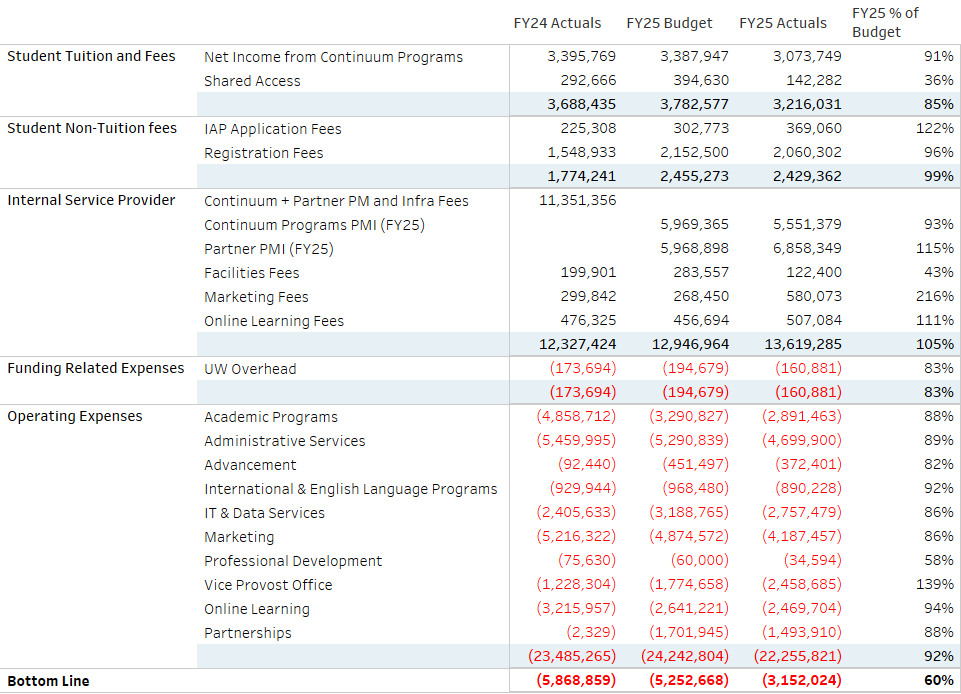 FY24 Actuals FY25 Budget FY25 Actuals FY25 % of
Budget
Student Tuition and Fees Net Income from Continuum Programs 3,395,769 3,387,947 3,073,749 91%
Shared Access 292,666 394,630 142,282 36%
3,688,435 3,782,577 3,216,031 85%
Student Non-Tuition fees IAP Application Fees 225,308 302,773 369,060 122%
Registration Fees 1,548,933 2,152,500 2,060,302 96%
1,774,241 2,455,273 2,429,362 99%
Internal Service Provider Continuum + Partner PM and Infra Fees 11,351,356
Continuum Programs PMI (FY25) 5,969,365 5,551,379 93%
Partner PMI (FY25) 5,968,898 6,858,349 115%
Facilities Fees 199,901 283,557 122,400 43%
Marketing Fees 299,842 268,450 580,073 216%
Online Learning Fees 476,325 456,694 507,084 111%
12,327,424 12,946,964 13,619,285 105%
Funding Related Expenses UW Overhead (173,694) (194,679) (160,881) 83%
(173,694) (194,679) (160,881) 83%
Operating Expenses Academic Programs (4,858,712) (3,290,827) (2,891,463) 88%
Administrative Services (5,459,995) (5,290,839) (4,699,900) 89%
Advancement (92,440) (451,497) (372,401) 82%
International & English Language Programs (929,944) (968,480) (890,228) 92%
IT & Data Services (2,405,633) (3,188,765) (2,757,479) 86%
Marketing (5,216,322) (4,874,572) (4,187,457) 86%
Professional Development (75,630) (60,000) (34,594) 58%
Vice Provost Office (1,228,304) (1,774,658) (2,458,685) 139%
Online Learning (3,215,957) (2,641,221) (2,469,704) 94%
Partnerships (2,329) (1,701,945) (1,493,910) 88%
(23,485,265) (24,242,804) (22,255,821) 92%
Bottom Line (5,868,859) (5,252,668) (3,152,024) 60%